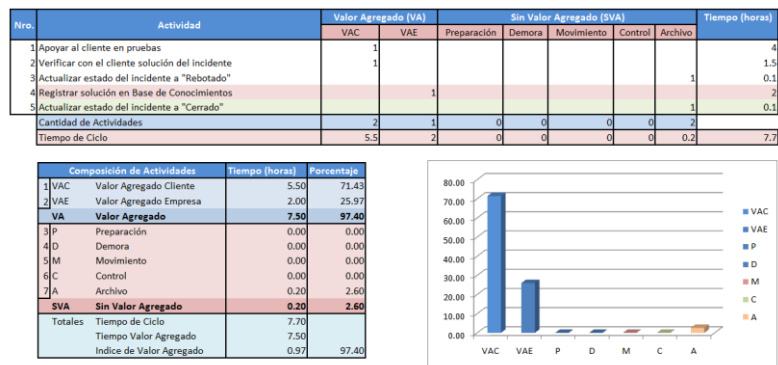 Nro. Actividad Valor Agregado (VA) Sin Valor Agregado (SVA) Tiempo (horas)
VAC VAE Preparación Demora Movimiento Control Archivo
1 Apoyar al cliente en pruebas 1 4
2 Verificar con el cliente solución del incidente 1 1.5
3 Actualizar estado del incidente a "Rebotado" 1 0.1
4 Registrar solución en Base de Conocimientos 1 2
5 Actualizar estado del incidente a "Cerrado" 1 0.1
Cantidad de Actividades 2 1 0 0 0 0 2
Tiempo de Ciclo 5.5 2 0 0 0 0 0.2 7.7
Composición de Actividades Tiempo (horas) Porcentaje
1 VAC Valor Agregado Cliente 5.50 71.43
2 VAE Valor Agregado Empresa 2.00 25.97
VA Valor Agregado 7.50 97.40
3 P Preparación 0.00 0.00
4 D Demora 0.00 0.00
5 M Movimiento 0.00 0.00
6 C Control 0.00 0.00
7 A Archivo 0.20 2.60
SVA Sin Valor Agregado 0.20 2.60
Totales Tiempo de Ciclo 7.70
Tiempo Valor Agregado 7.50
Indice de Valor Agregado 0.97 97.40
80.00
70.00
60.00
50.00
40.00
30.00
20.00
10.00
0.00
VAC VAE P D M C A
VAC
VAE
P
D
M
C
A